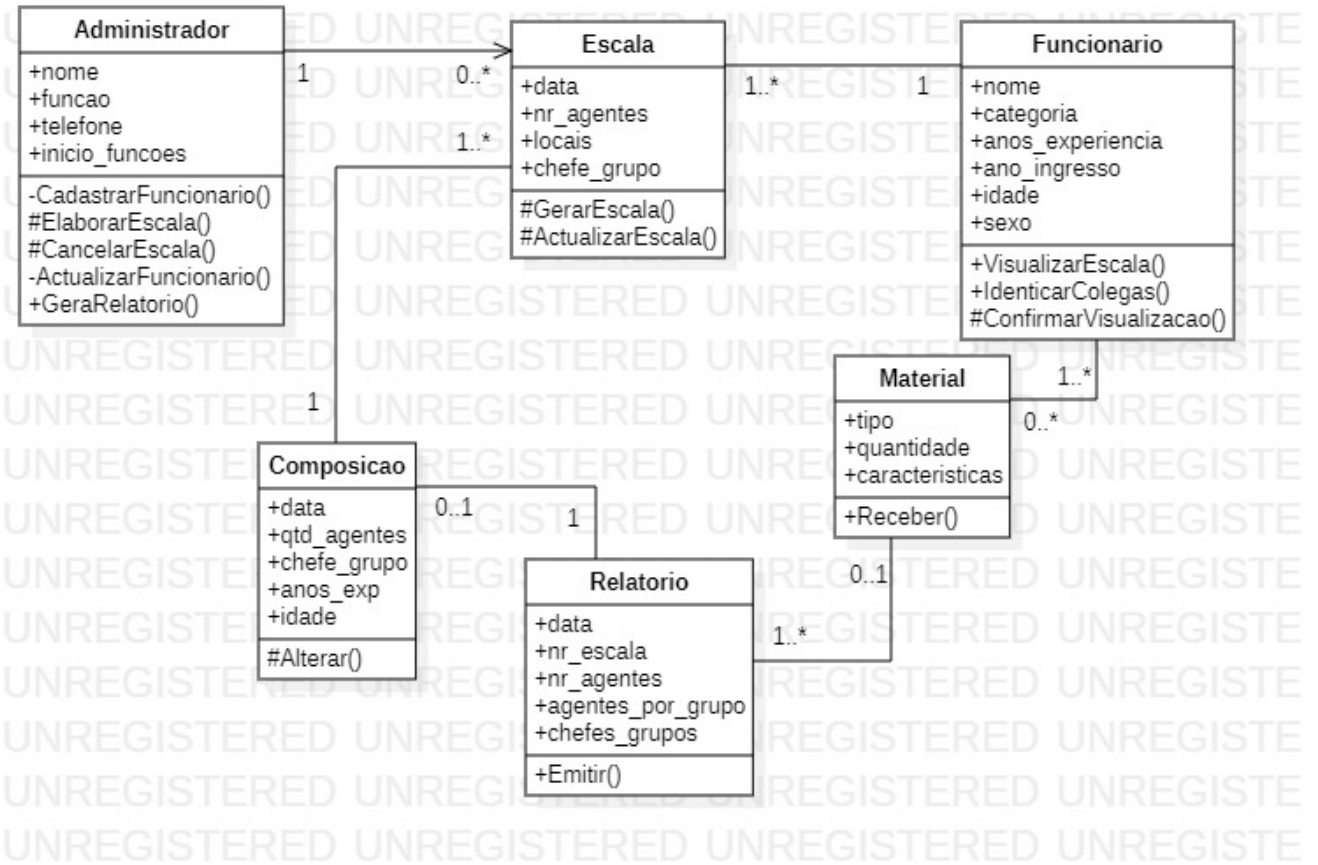 Administrador
+nome
+funcao
+telefone
+inicio_funcoes
-CadastrarFuncionario()
#ElaborarEscala()
#CancelarEscala()
-ActualizarFuncionario()
+GeraRelatorio()
1
0..*
Escala
+data
+nr_agentes
+locais
+chefe_grupo
#GerarEscala()
#ActualizarEscala()
1..*
1
Funcionario
+nome
+categoria
+anos_experiencia
+ano_ingresso
+idade
+sexo
+VisualizarEscala()
+IdenticarColegas()
#ConfirmarVisualizacao()
1..*
1
1..*
0..*
Material
+tipo
+quantidade
+caracteristicas
+Receber()
Composicao
+data
+qtd_agentes
+chefe_grupo
+anos_exp
+idade
#Alterar()
0..1
1
0..1
1..*
Relatorio
+data
+nr_escala
+nr_agentes
+agentes_por_grupo
+chefes_grupos
+Emitir()
UNREGISTERED